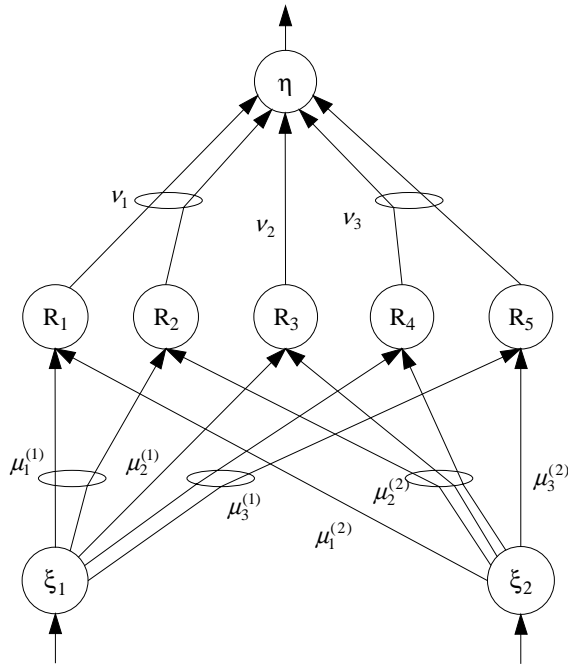 η
ν₁
ν₂
ν₃
R₁ R₂ R₃ R₄ R₅
μ₁⁽¹⁾
μ₂⁽¹⁾
μ₃⁽¹⁾
μ₁⁽²⁾
μ₂⁽²⁾
μ₃⁽²⁾
ξ₁ ξ₂